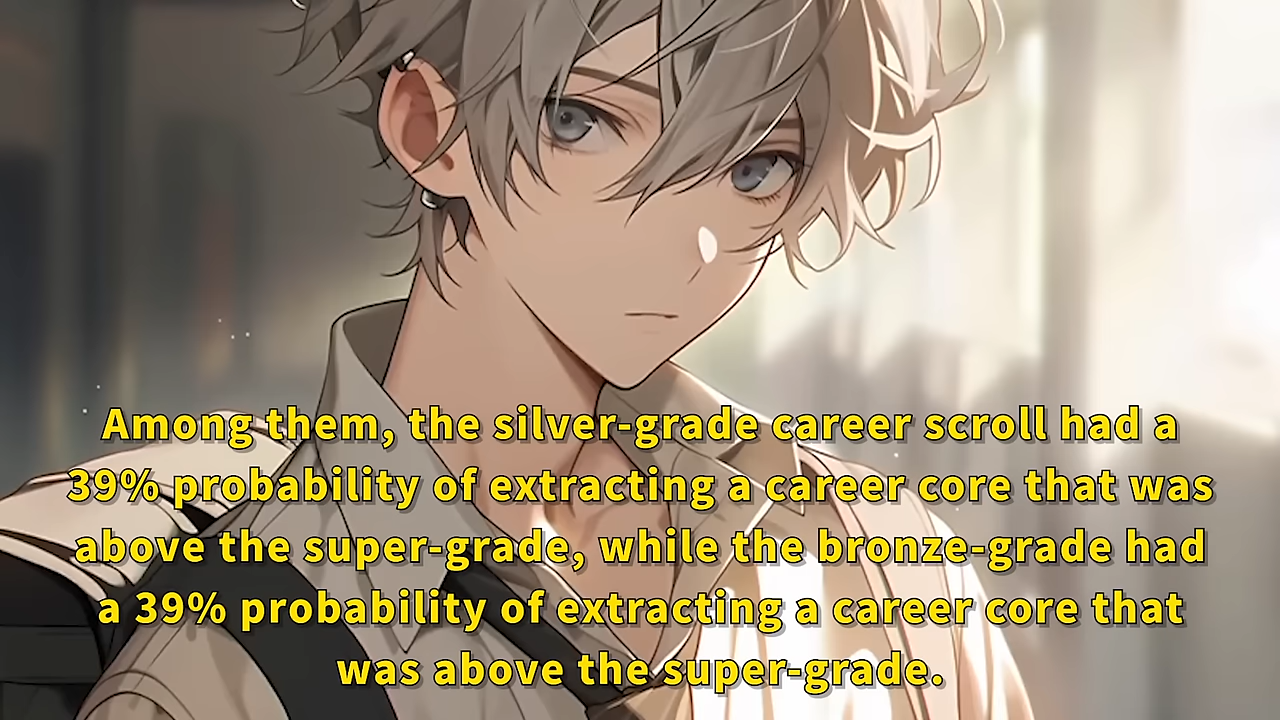 Among them, the silver-grade career scroll had a
39% probability of extracting a career core that was
above the super-grade, while the bronze-grade had
a 39% probability of extracting a career core that
was above the super-grade.